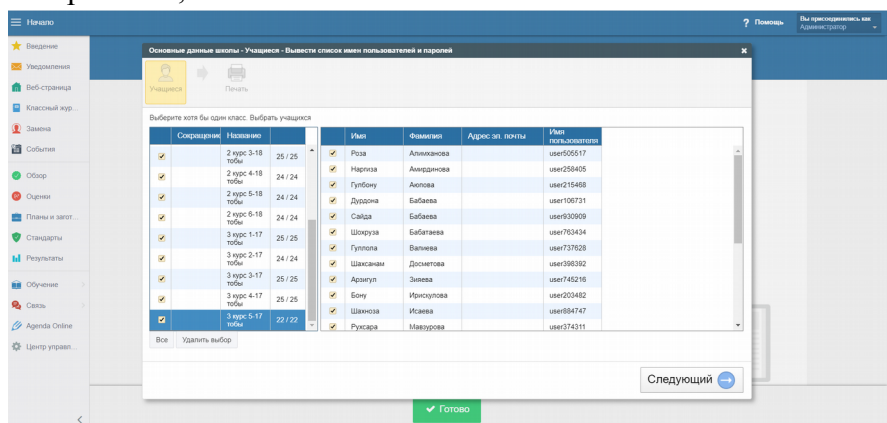 Начало
? Помощь
Вы присоединились как
Администратор
Введение
Уведомления
Веб-страница
Классный жур...
Замена
События
Обзор
Оценки
Планы и загот...
Стандарты
Результаты
Обучение
Связь
Agenda Online
Центр управл...
Основные данные школы - Учащиеся - Вывести список имен пользователей и паролей
Учащиеся
Печать
Выберите хотя бы один класс. Выбрать учащихся
Сокращение Название
2 курс 3-18 тобы 25 / 25
2 курс 4-18 тобы 24 / 24
2 курс 5-18 тобы 24 / 24
2 курс 6-18 тобы 24 / 24
3 курс 1-17 тобы 25 / 25
3 курс 2-17 тобы 24 / 24
3 курс 3-17 тобы 25 / 25
3 курс 4-17 тобы 25 / 25
3 курс 5-17 тобы 22 / 22
Имя Фамилия Адрес эл. почты Имя пользователя
Роза Алимханова user505517
Наргиза Амирдинова user258405
Гулбону Аюпова user215468
Дурдона Бабаева user106731
Сайда Бабаева user930909
Шохруза Бабатаева user763434
Гуллола Валиева user737628
Шахсанам Досметова user398392
Арзигул Зияева user745216
Бону Ирискулова user203482
Шахноза Исаева user884747
Рухсара Мавзурова user374311
Все Удалить выбор
Следующий
Готово